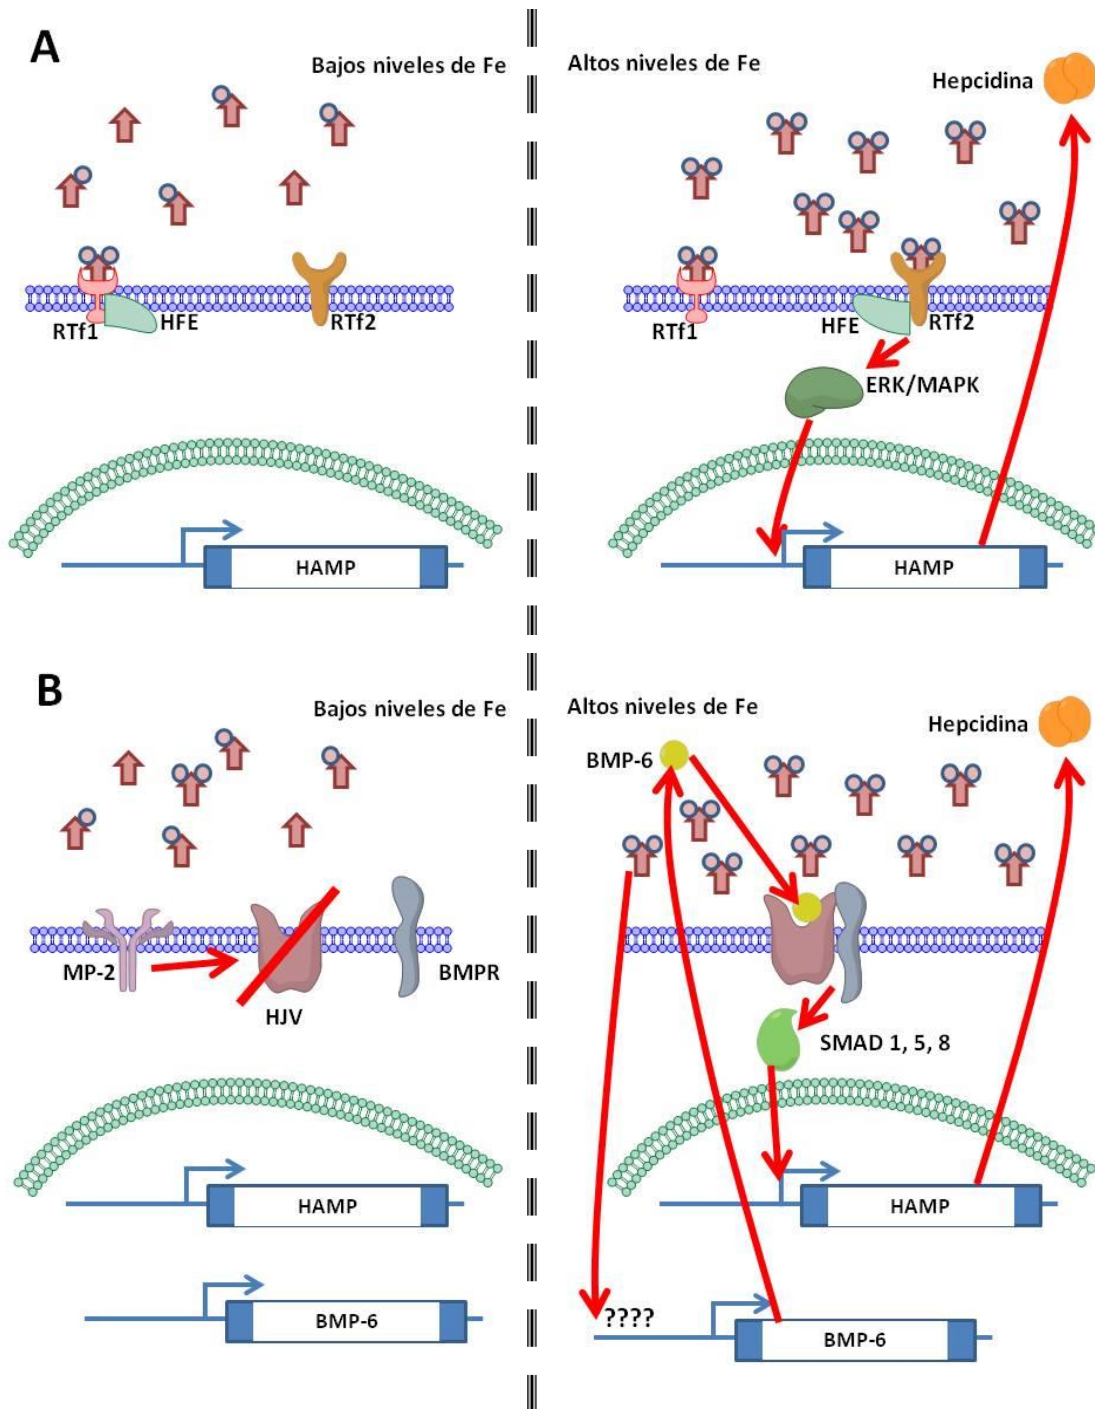 A
Bajos niveles de Fe
RTf1
HFE
RTf2
HAMP
Altos niveles de Fe
Hepcidina
RTf1
HFE
RTf2
ERK/MAPK
HAMP
B
Bajos niveles de Fe
MP-2
HJV
BMPR
HAMP
BMP-6
Altos niveles de Fe
Hepcidina
BMP-6
SMAD 1, 5, 8
HAMP
????
BMP-6